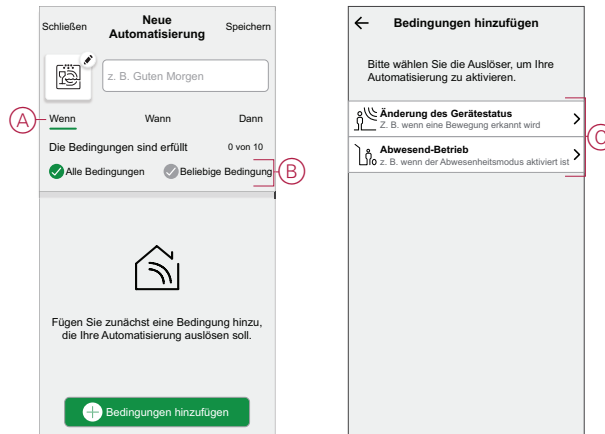 Schließen
Neue
Automatisierung
Speichern
z. B. Guten Morgen
A
Wenn
Wann
Dann
Die Bedingungen sind erfüllt
0 von 10
Alle Bedingungen
Beliebige Bedingung
B
Fügen Sie zunächst eine Bedingung hinzu,
die Ihre Automatisierung auslösen soll.
Bedingungen hinzufügen
Bedingungen hinzufügen
Bitte wählen Sie die Auslöser, um Ihre
Automatisierung zu aktivieren.
Änderung des Gerätestatus
Z. B. wenn eine Bewegung erkannt wird
Abwesend-Betrieb
z. B. wenn der Abwesenheitsmodus aktiviert ist
C